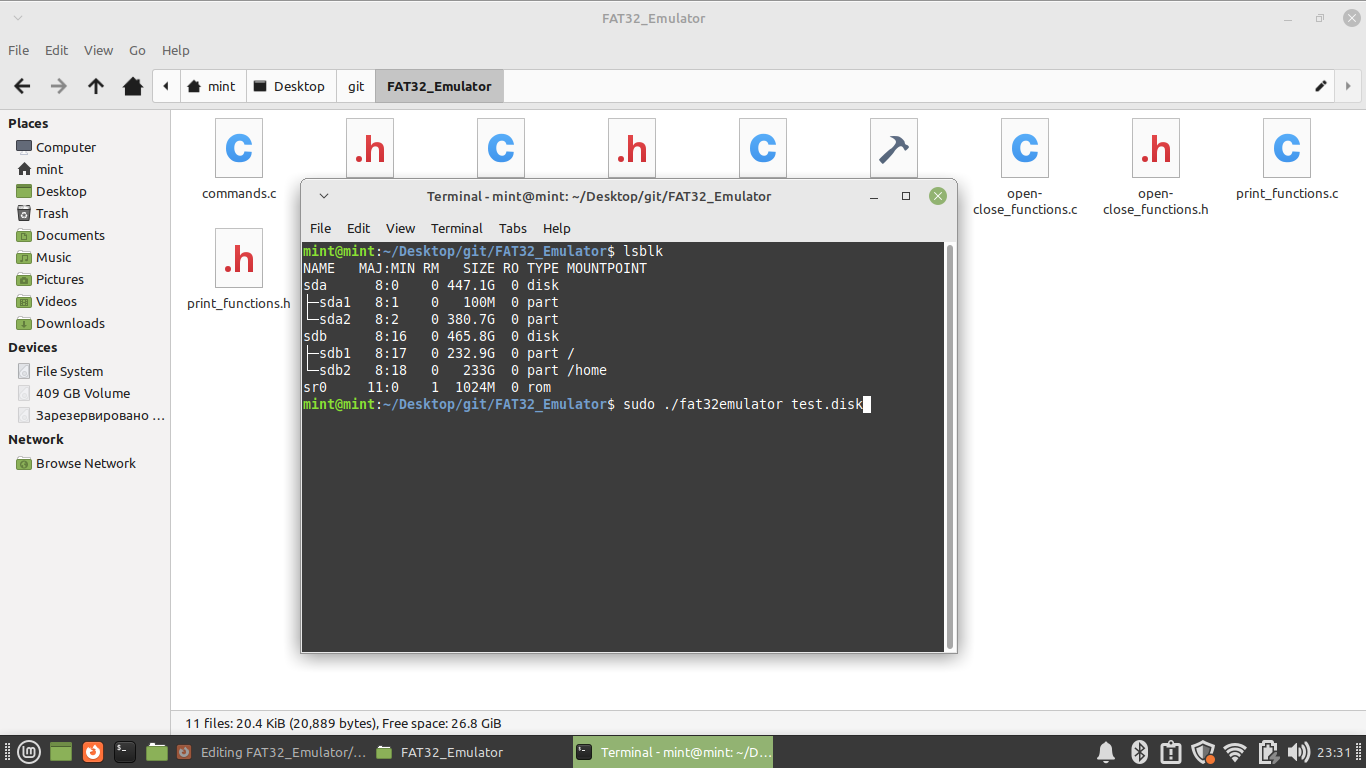 FAT32_Emulator
File Edit View Go Help
mint Desktop git FAT32_Emulator
Places
Computer
mint
Desktop
Trash
Documents
Music
Pictures
Videos
Downloads
Devices
File System
409 GB Volume
Зарезервировано ...
Network
Browse Network
C .h C .h C C .h C
commands.c
open-close_functions.c
open-close_functions.h
print_functions.c
.h
print_functions.h
Terminal - mint@mint: ~/Desktop/git/FAT32_Emulator
File Edit View Terminal Tabs Help
mint@mint:~/Desktop/git/FAT32_Emulator$ lsblk
NAME   MAJ:MIN RM   SIZE RO TYPE MOUNTPOINT
sda      8:0    0 447.1G  0 disk
├─sda1   8:1    0   100M  0 part
└─sda2   8:2    0 380.7G  0 part
sdb      8:16   0 465.8G  0 disk
├─sdb1   8:17   0 232.9G  0 part /
└─sdb2   8:18   0   233G  0 part /home
sr0     11:0    1  1024M  0 rom
mint@mint:~/Desktop/git/FAT32_Emulator$ sudo ./fat32emulator test.disk
11 files: 20.4 KiB (20,889 bytes), Free space: 26.8 GiB
Editing FAT32_Emulator/... FAT32_Emulator Terminal - mint@mint: ~/D... 23:31